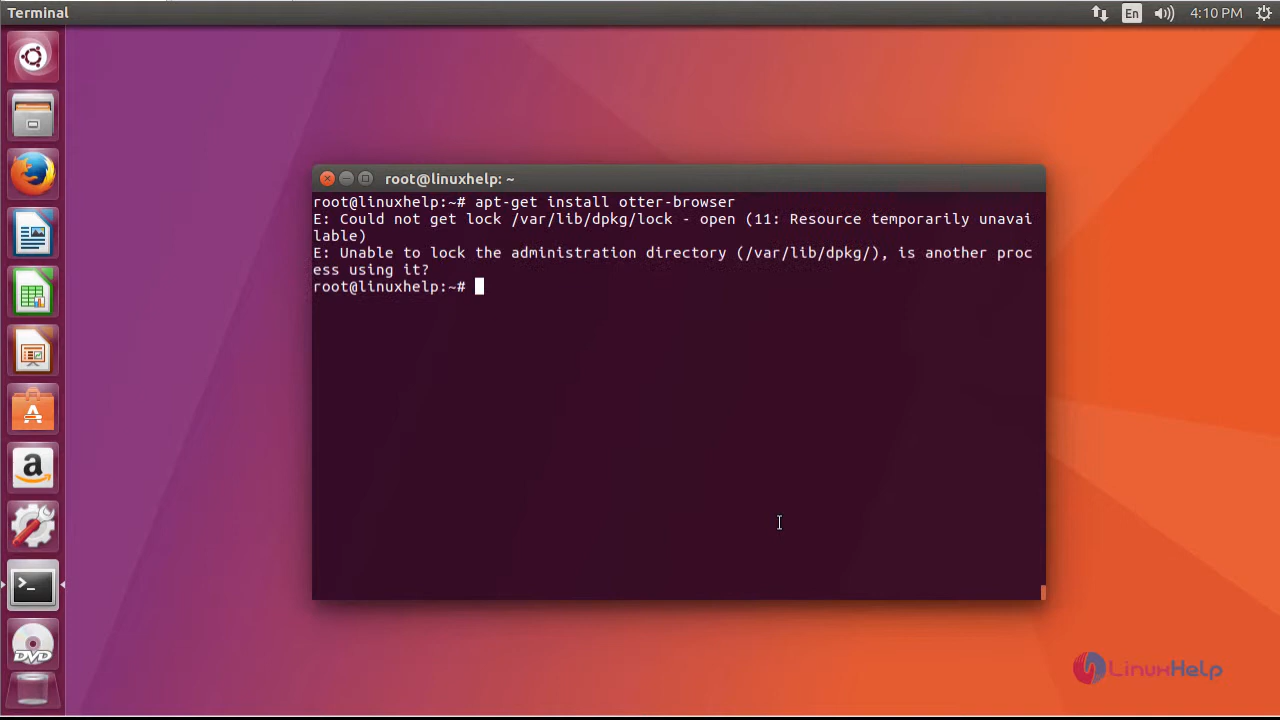 Terminal
En
4:10 PM
root@linuxhelp: ~
root@linuxhelp:~# apt-get install otter-browser
E: Could not get lock /var/lib/dpkg/lock - open (11: Resource temporarily unavai
lable)
E: Unable to lock the administration directory (/var/lib/dpkg/), is another proc
ess using it?
root@linuxhelp:~#
a
>_
DVD
LinuxHelp